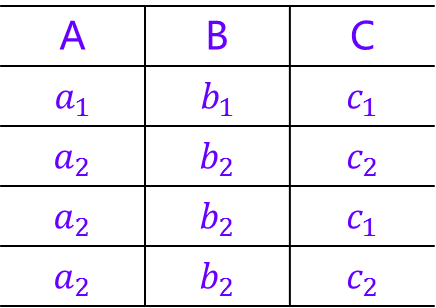 A B C
a₁ b₁ c₁
a₂ b₂ c₂
a₂ b₂ c₁
a₂ b₂ c₂